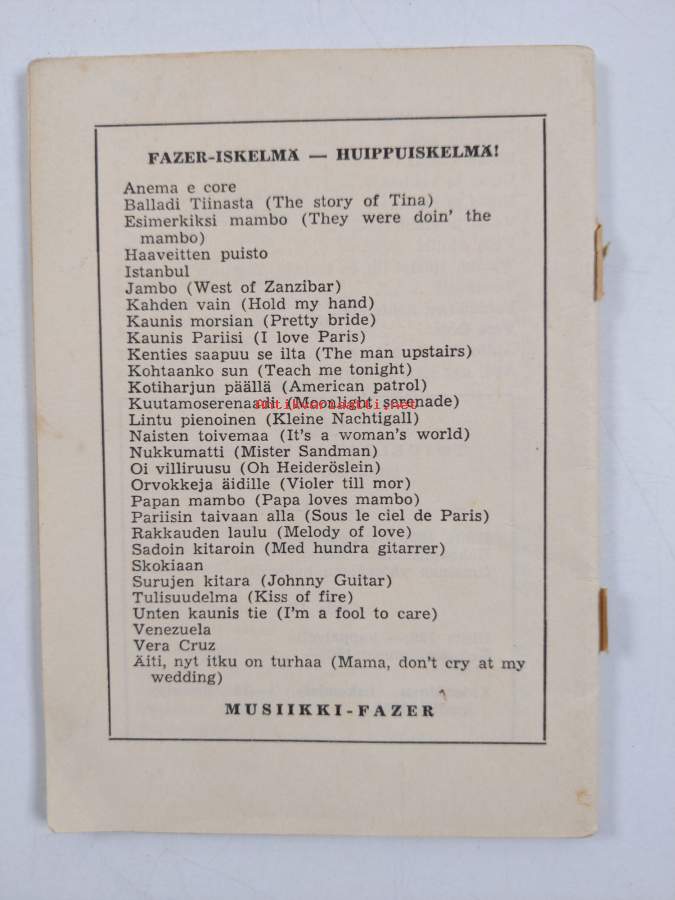 FAZER-ISKELMÄ — HUIPPUISKELMÄ!
Anema e core
Balladi Tiinasta (The story of Tina)
Esimerkiksi mambo (They were doin' the
mambo)
Haaveitten puisto
Istanbul
Jambo (West of Zanzibar)
Kahden vain (Hold my hand)
Kaunis morsian (Pretty bride)
Kaunis Pariisi (I love Paris)
Kenties saapuu se ilta (The man upstairs)
Kohtaanko sun (Teach me tonight)
Kotiharjun päällä (American patrol)
Kuutamoserenaadi (Moonlight serenade)
antikvariaatti.net
Lintu pienoinen (Kleine Nachtigall)
Naisten toivemaa (It's a woman's world)
Nukkumatti (Mister Sandman)
Oi villiruusu (Oh Heideröslein)
Orvokkeja äidille (Violer till mor)
Papan mambo (Papa loves mambo)
Pariisin taivaan alla (Sous le ciel de Paris)
Rakkauden laulu (Melody of love)
Sadoin kitaroin (Med hundra gitarrer)
Skokiaan
Surujen kitara (Johnny Guitar)
Tulisuudelma (Kiss of fire)
Unten kaunis tie (I'm a fool to care)
Venezuela
Vera Cruz
Äiti, nyt itku on turhaa (Mama, don't cry at my
wedding)
MUSIIKKI-FAZER